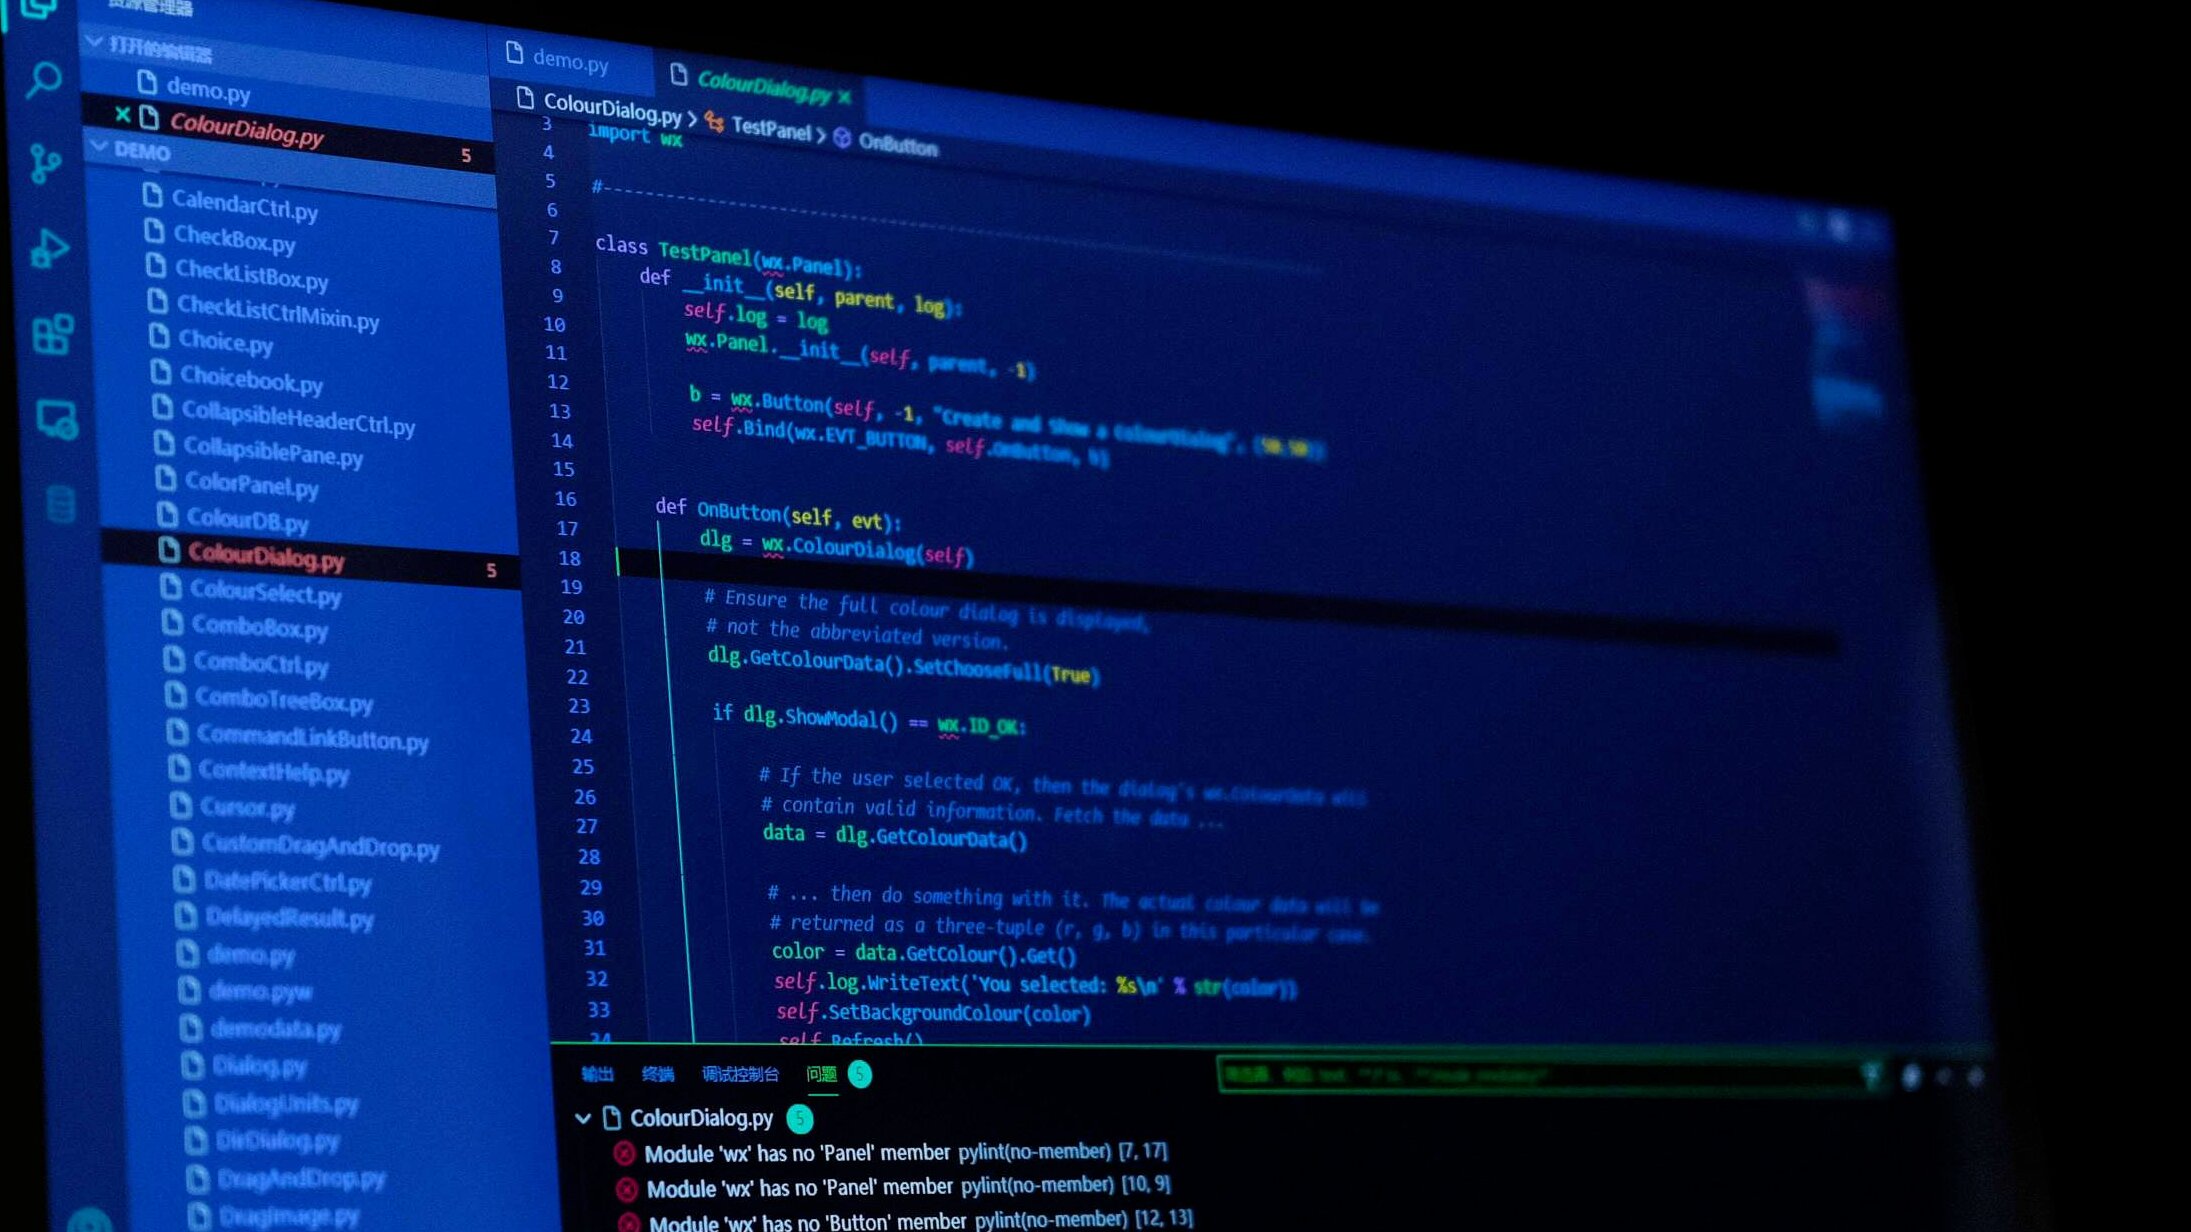 资源管理器
打开的编辑器
demo.py
ColourDialog.py 5
DEMO
CalendarCtrl.py
CheckBox.py
CheckListBox.py
CheckListCtrlMixin.py
Choice.py
Choicebook.py
CollapsibleHeaderCtrl.py
CollapsiblePane.py
ColorPanel.py
ColourDB.py
ColourDialog.py 5
ColourSelect.py
ComboBox.py
ComboCtrl.py
ComboTreeBox.py
CommandLinkButton.py
ContextHelp.py
Cursor.py
CustomDragAndDrop.py
DatePickerCtrl.py
DelayedResult.py
demo.py
demo.pyw
demodata.py
Dialog.py
DialogUnits.py
DirDialog.py
DragAndDrop.py
DragImage.py
demo.py ColourDialog.py
ColourDialog.py > TestPanel > OnButton
3 import wx
4
5 #---------------------------------------------------------------------------
6
7 class TestPanel(wx.Panel):
8 def __init__(self, parent, log):
9 self.log = log
10 wx.Panel.__init__(self, parent, -1)
11
12 b = wx.Button(self, -1, "Create and Show a ColourDialog", (50,50))
13 self.Bind(wx.EVT_BUTTON, self.OnButton, b)
14
15
16 def OnButton(self, evt):
17 dlg = wx.ColourDialog(self)
18
19 # Ensure the full colour dialog is displayed,
20 # not the abbreviated version.
21 dlg.GetColourData().SetChooseFull(True)
22
23 if dlg.ShowModal() == wx.ID_OK:
24
25 # If the user selected OK, then the dialog's wx.ColourData will
26 # contain valid information. Fetch the data ...
27 data = dlg.GetColourData()
28
29 # ... then do something with it. The actual colour data will be
30 # returned as a three-tuple (r, g, b) in this particular case.
31 color = data.GetColour().Get()
32 self.log.WriteText('You selected: %s\n' % str(color))
33 self.SetBackgroundColour(color)
34 self.Refresh()
输出 终端 调试控制台 问题 5
ColourDialog.py 5
Module 'wx' has no 'Panel' member pylint(no-member) [7, 17]
Module 'wx' has no 'Panel' member pylint(no-member) [10, 9]
Module 'wx' has no 'Button' member pylint(no-member) [12, 13]